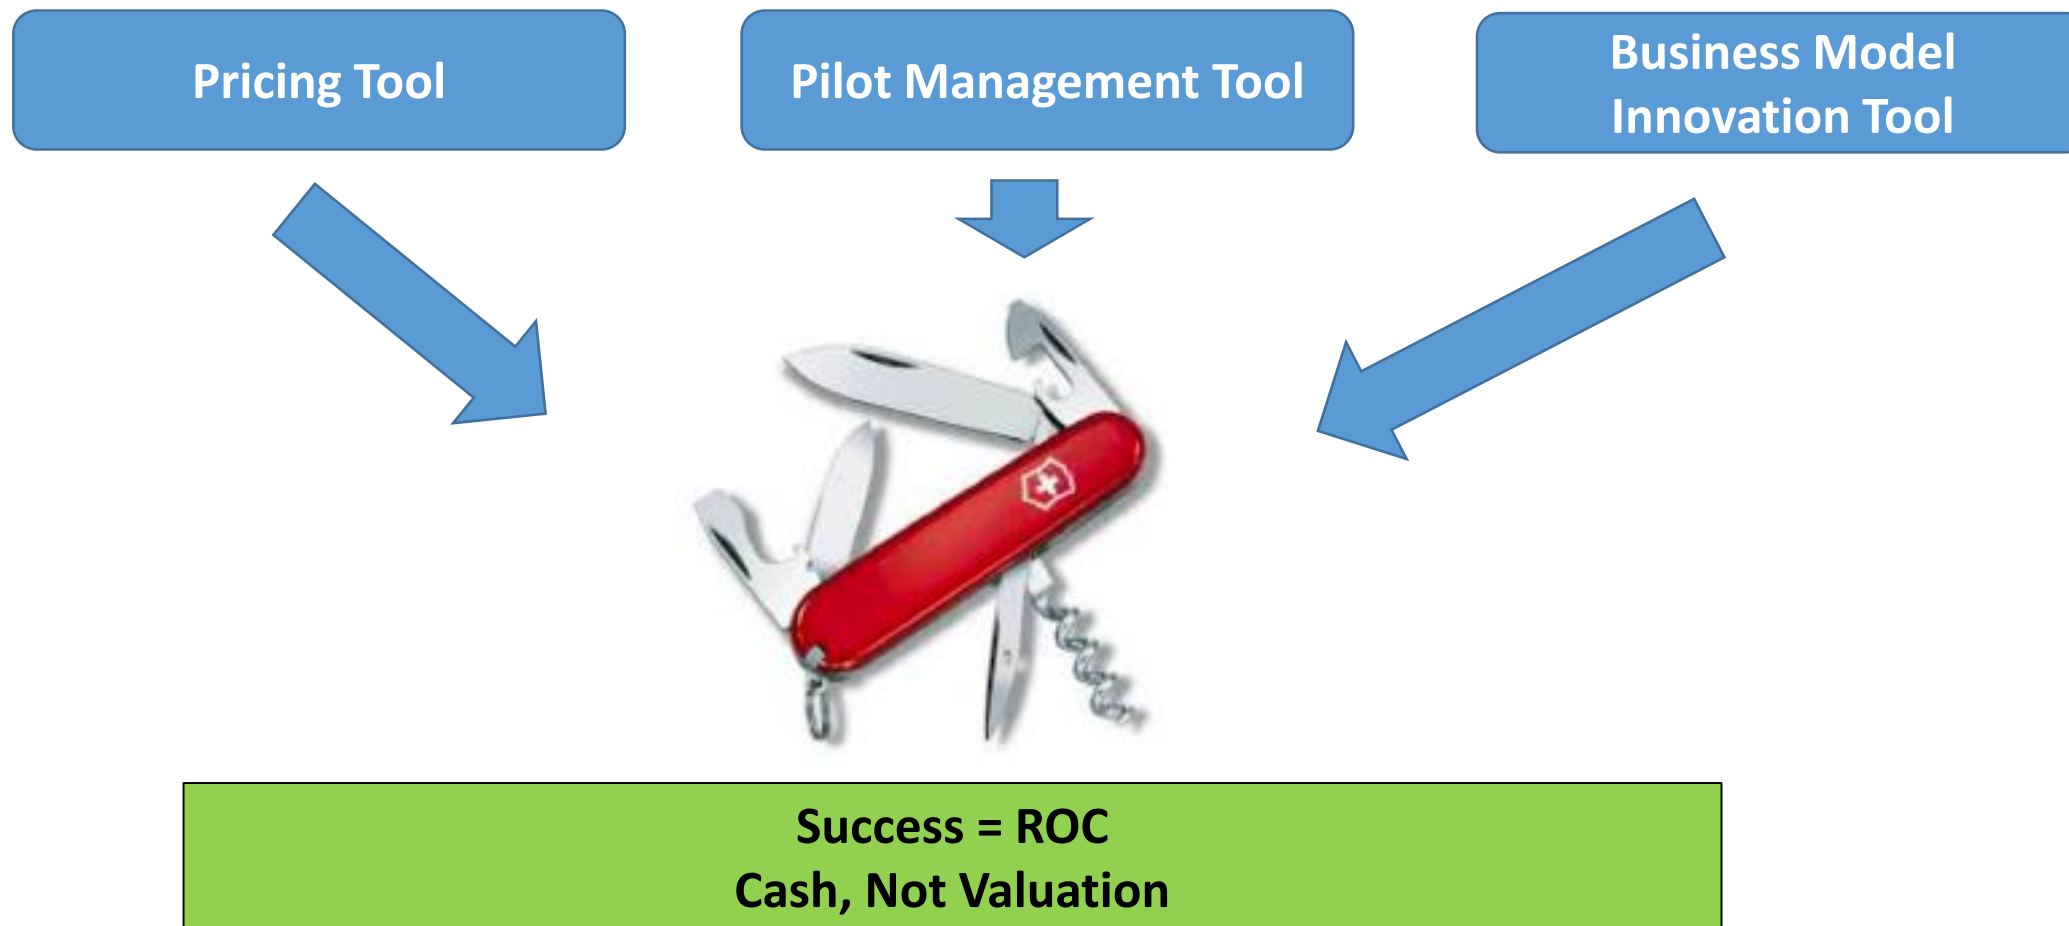 Pricing Tool
Pilot Management Tool
Business Model
Innovation Tool
Success = ROC
Cash, Not Valuation